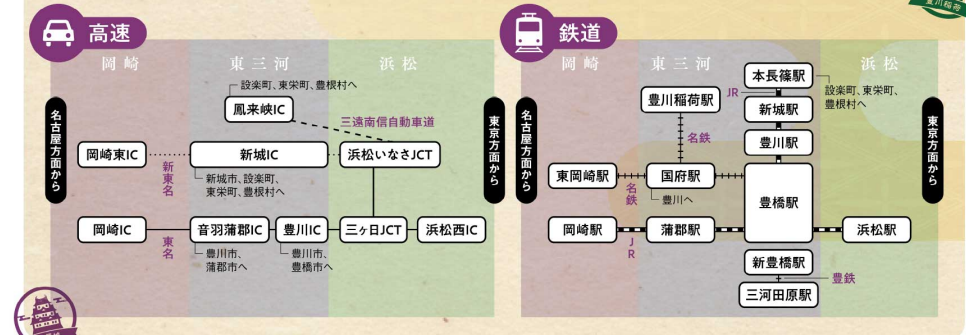 豊川稲荷
高速
岡崎
東三河
浜松
設楽町、東栄町、豊根村へ
鳳来峡IC
三遠南信自動車道
名古屋方面から
東京方面から
岡崎東IC
新城IC
浜松いなさJCT
新東名
新城市、設楽町、
東栄町、豊根村へ
岡崎IC
音羽蒲郡IC
豊川IC
三ヶ日JCT
浜松西IC
東名
豊川市、
蒲郡市へ
豊川市、
豊橋市へ
鉄道
岡崎
東三河
浜松
本長篠駅
設楽町、東栄町、
豊根村へ
JR
豊川稲荷駅
新城駅
名鉄
豊川駅
名古屋方面から
東京方面から
東岡崎駅
国府駅
名鉄
豊川へ
豊橋駅
岡崎駅
蒲郡駅
浜松駅
JR
新豊橋駅
豊鉄
三河田原駅